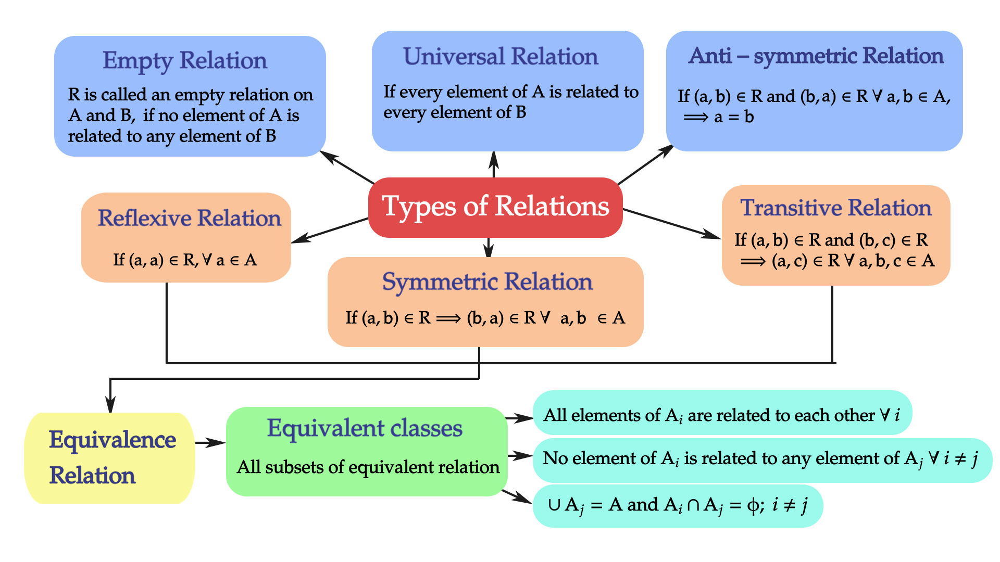 Empty Relation
R is called an empty relation on
A and B, if no element of A is
related to any element of B
Universal Relation
If every element of A is related to
every element of B
Anti – symmetric Relation
If (a, b) ∈ R and (b, a) ∈ R ∀ a, b ∈ A,
⟹ a = b
Types of Relations
Reflexive Relation
If (a, a) ∈ R, ∀ a ∈ A
Symmetric Relation
If (a, b) ∈ R ⟹ (b, a) ∈ R ∀ a, b ∈ A
Transitive Relation
If (a, b) ∈ R and (b, c) ∈ R
⟹ (a, c) ∈ R ∀ a, b, c ∈ A
Equivalence
Relation
Equivalent classes
All subsets of equivalent relation
All elements of Aᵢ are related to each other ∀ i
No element of Aᵢ is related to any element of Aⱼ ∀ i ≠ j
∪ Aⱼ = A and Aᵢ ∩ Aⱼ = ϕ; i ≠ j